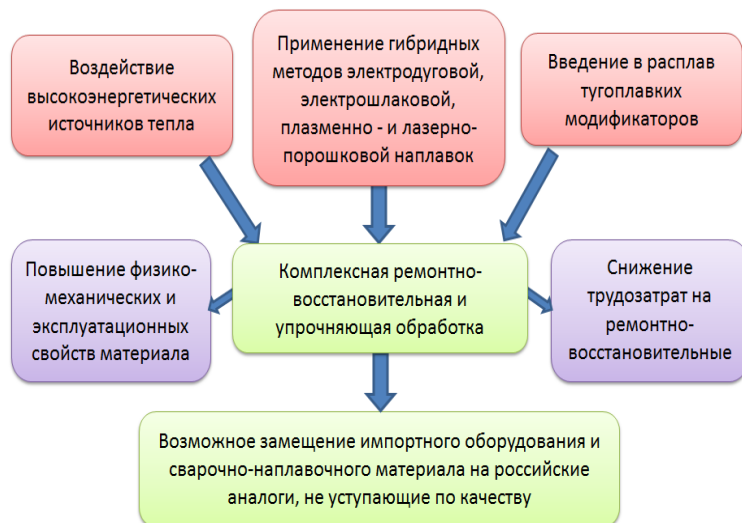 Воздействие
высокоэнергетических
источников тепла
Применение гибридных
методов электродуговой,
электрошлаковой,
плазменно - и лазерно-
порошковой наплавок
Введение в расплав
тугоплавких
модификаторов
Повышение физико-
механических и
эксплуатационных
свойств материала
Комплексная ремонтно-
восстановительная и
упрочняющая обработка
Снижение
трудозатрат на
ремонтно-
восстановительные
Возможное замещение импортного оборудования и
сварочно-наплавочного материала на российские
аналоги, не уступающие по качеству